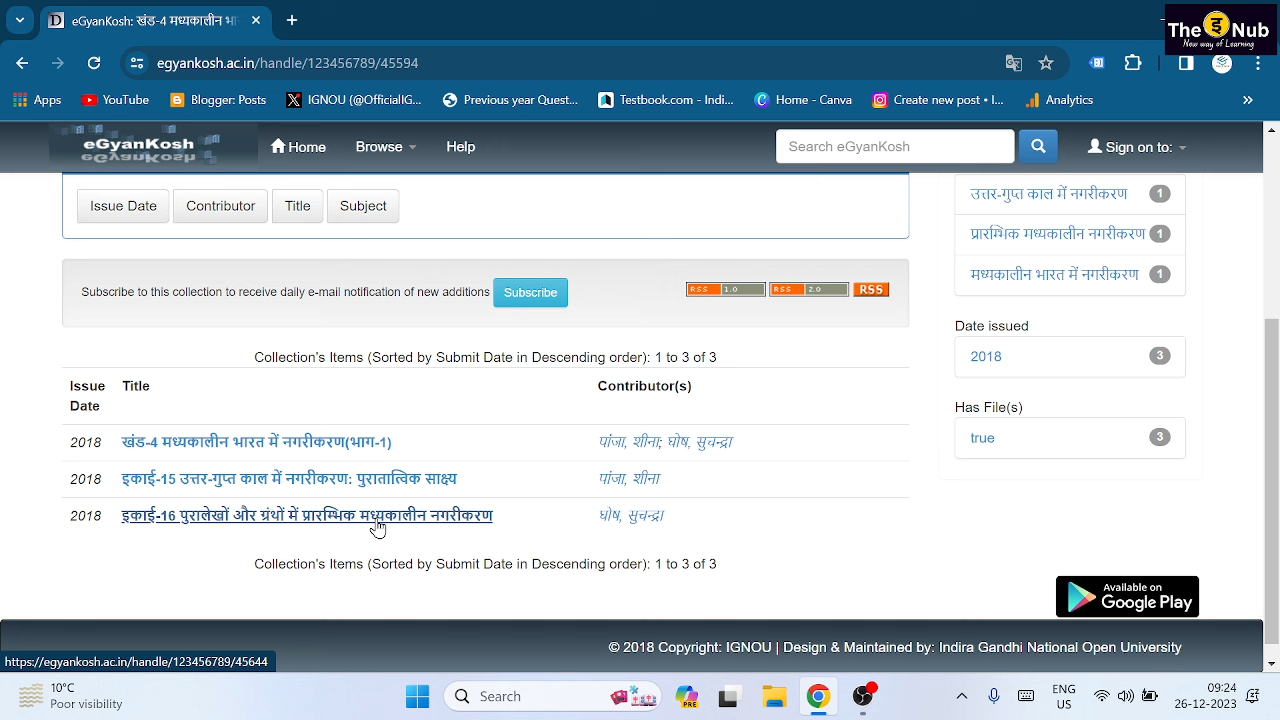 eGyanKosh: खंड-4 मध्यकालीन भा
The इ Nub
New way of Learning
egyankosh.ac.in/handle/123456789/45594
Apps
YouTube
Blogger: Posts
IGNOU (@OfficialIG...
Previous year Quest...
Testbook.com - Indi...
Home - Canva
Create new post • I...
Analytics
eGyanKosh
Home
Browse
Help
Search eGyanKosh
Sign on to:
Issue Date
Contributor
Title
Subject
उत्तर-गुप्त काल में नगरीकरण 1
प्रारम्भिक मध्यकालीन नगरीकरण 1
मध्यकालीन भारत में नगरीकरण 1
Subscribe to this collection to receive daily e-mail notification of new additions Subscribe
RSS 1.0
RSS 2.0
RSS
Date issued
2018 3
Has File(s)
true 3
Collection's Items (Sorted by Submit Date in Descending order): 1 to 3 of 3
Issue Date Title Contributor(s)
2018 खंड-4 मध्यकालीन भारत में नगरीकरण(भाग-1) पांजा, शीना; घोष, सुचन्द्रा
2018 इकाई-15 उत्तर-गुप्त काल में नगरीकरण: पुरातात्विक साक्ष्य पांजा, शीना
2018 इकाई-16 पुरालेखों और ग्रंथों में प्रारम्भिक मध्यकालीन नगरीकरण घोष, सुचन्द्रा
Collection's Items (Sorted by Submit Date in Descending order): 1 to 3 of 3
Available on
Google Play
© 2018 Copyright: IGNOU | Design & Maintained by: Indira Gandhi National Open University
https://egyankosh.ac.in/handle/123456789/45644
10°C
Poor visibility
Search
PRE
ENG
US
09:24
26-12-2023